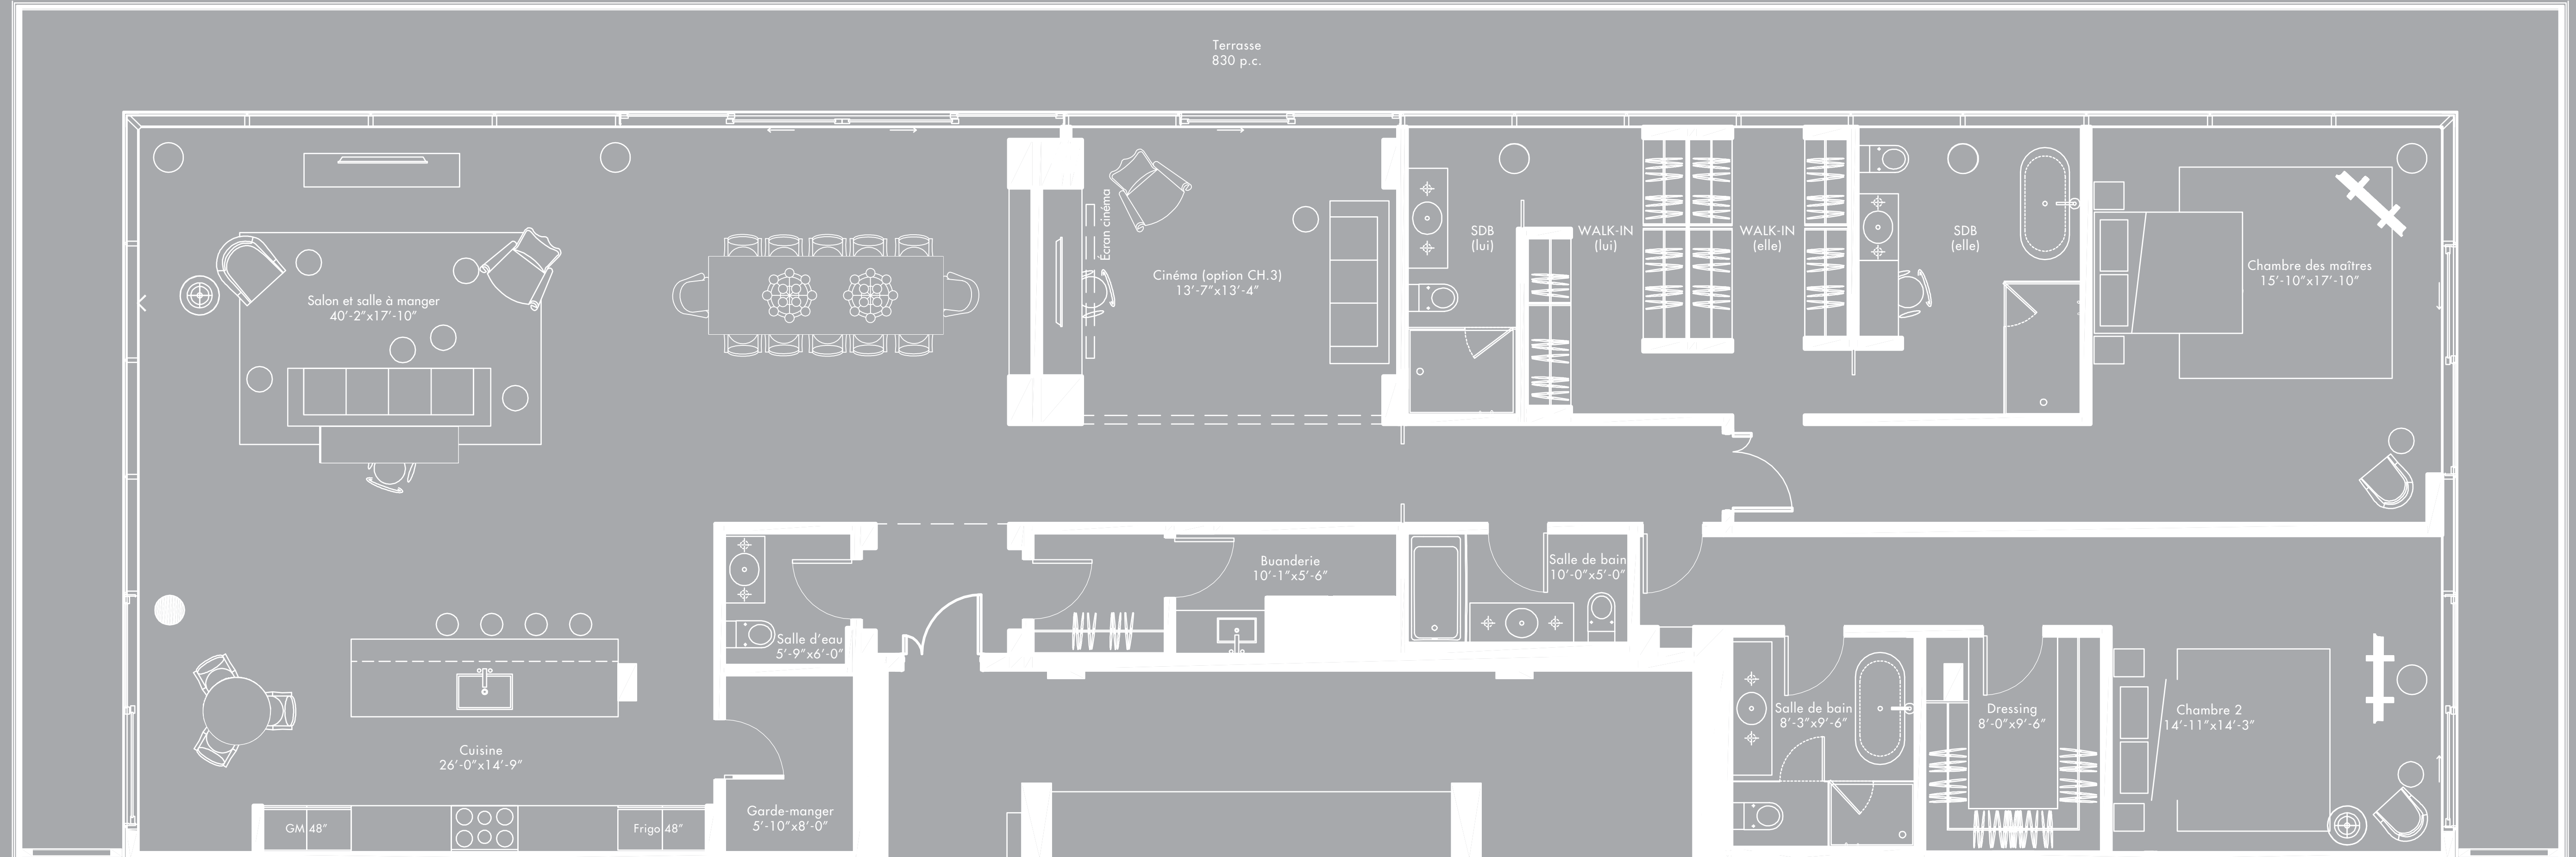 Terrasse
830 p.c.
Salon et salle à manger
40'-2"x17'-10"
Écran cinéma
Cinéma (option CH.3)
13'-7"x13'-4"
SDB
(lui)
WALK-IN
(lui)
WALK-IN
(elle)
SDB
(elle)
Chambre des maîtres
15'-10"x17'-10"
Salle d'eau
5'-9"x6'-0"
Buanderie
10'-1"x5'-6"
Salle de bain
10'-0"x5'-0"
Cuisine
26'-0"x14'-9"
GM 48"
Frigo 48"
Garde-manger
5'-10"x8'-0"
Salle de bain
8'-3"x9'-6"
Dressing
8'-0"x9'-6"
Chambre 2
14'-11"x14'-3"